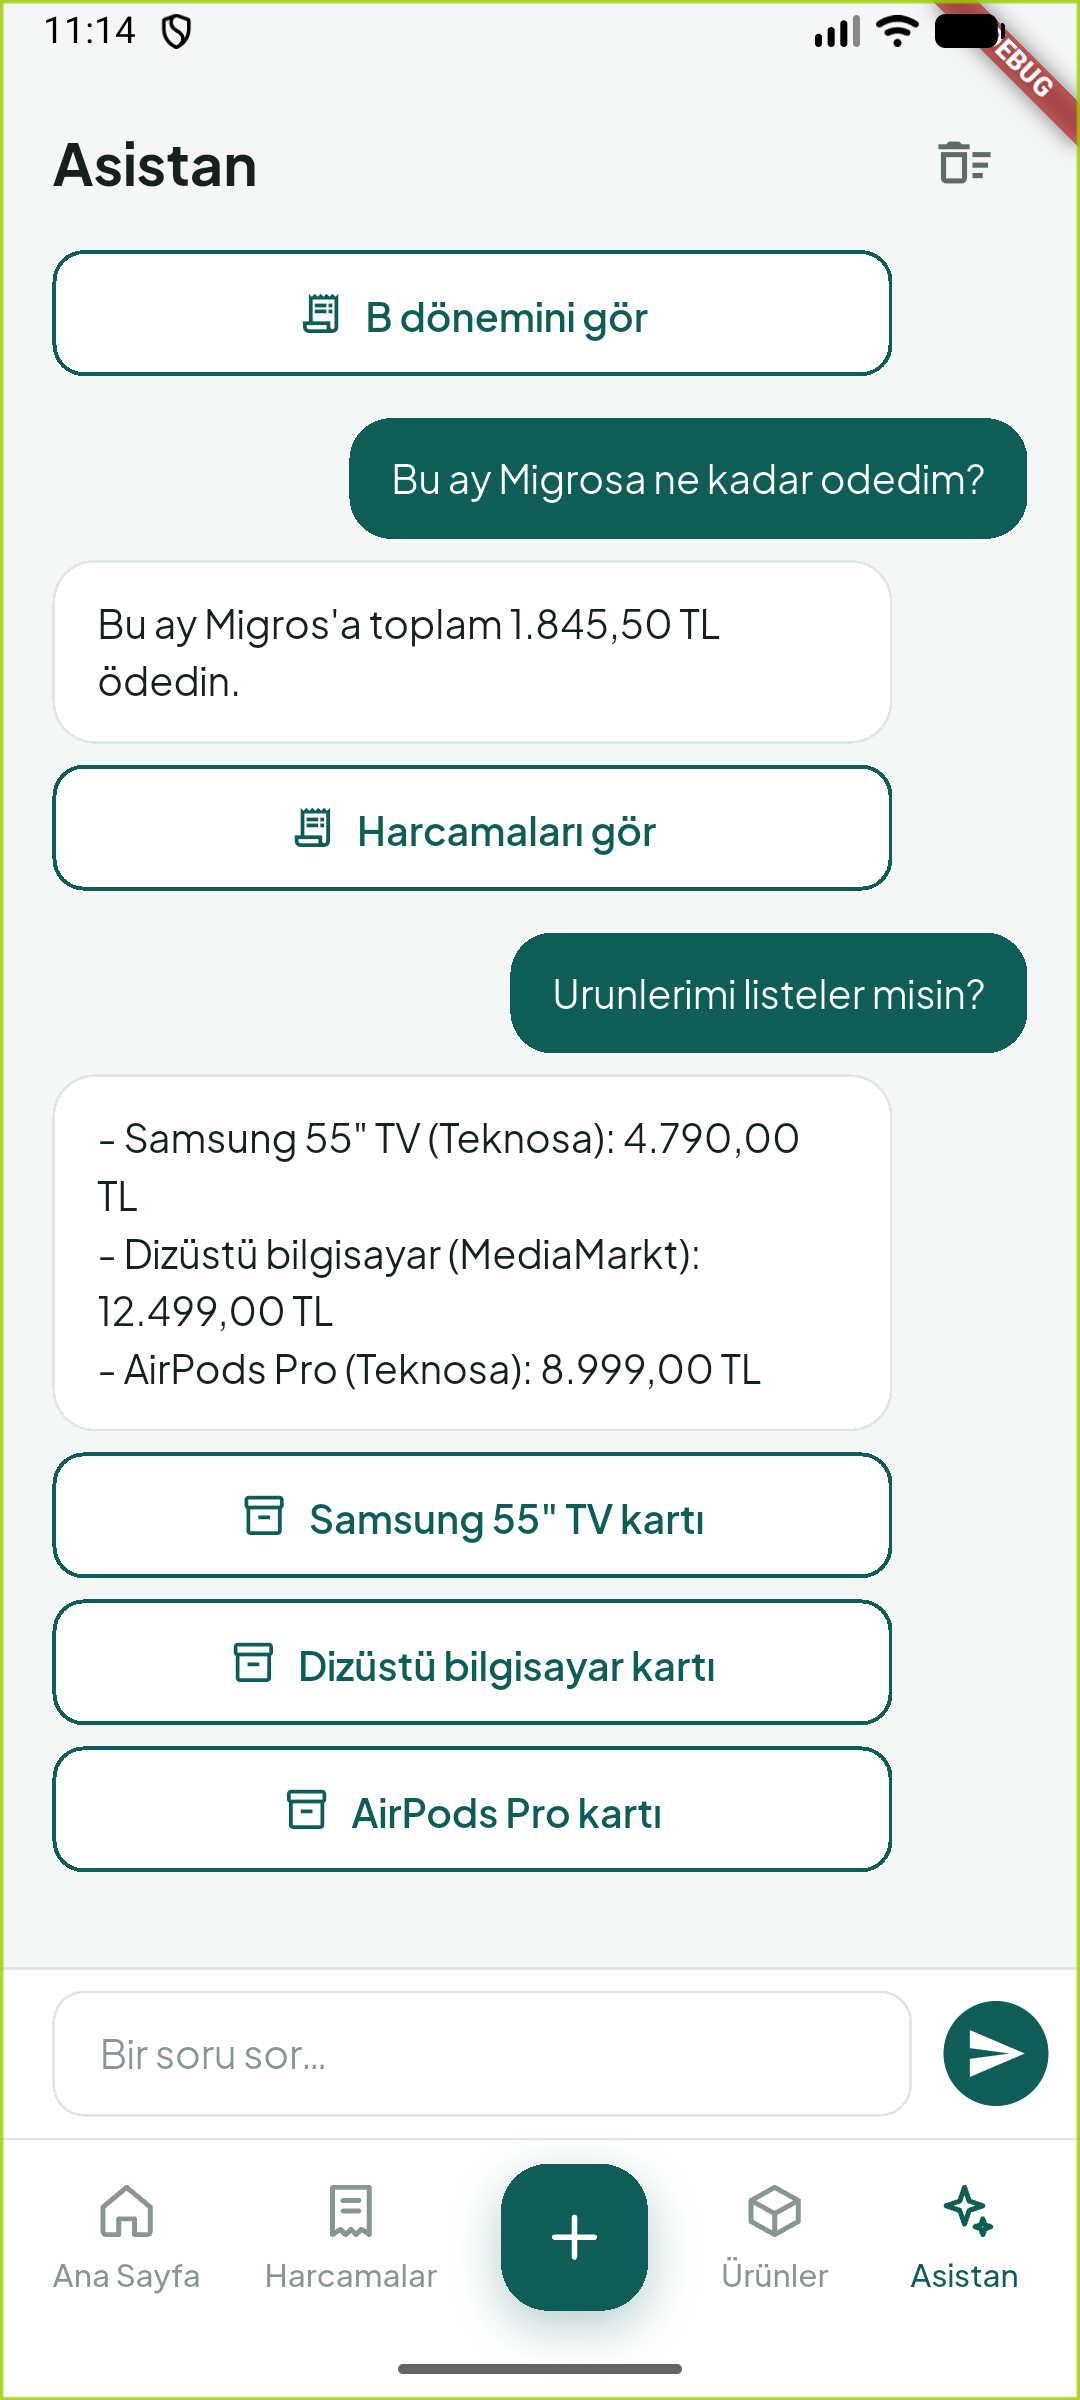 11:14
EBUG
Asistan
B dönemini gör
Bu ay Migrosa ne kadar odedim?
Bu ay Migros'a toplam 1.845,50 TL
ödedin.
Harcamaları gör
Urunlerimi listeler misin?
- Samsung 55" TV (Teknosa): 4.790,00
TL
- Dizüstü bilgisayar (MediaMarkt):
12.499,00 TL
- AirPods Pro (Teknosa): 8.999,00 TL
Samsung 55" TV kartı
Dizüstü bilgisayar kartı
AirPods Pro kartı
Bir soru sor...
Ana Sayfa
Harcamalar
Ürünler
Asistan